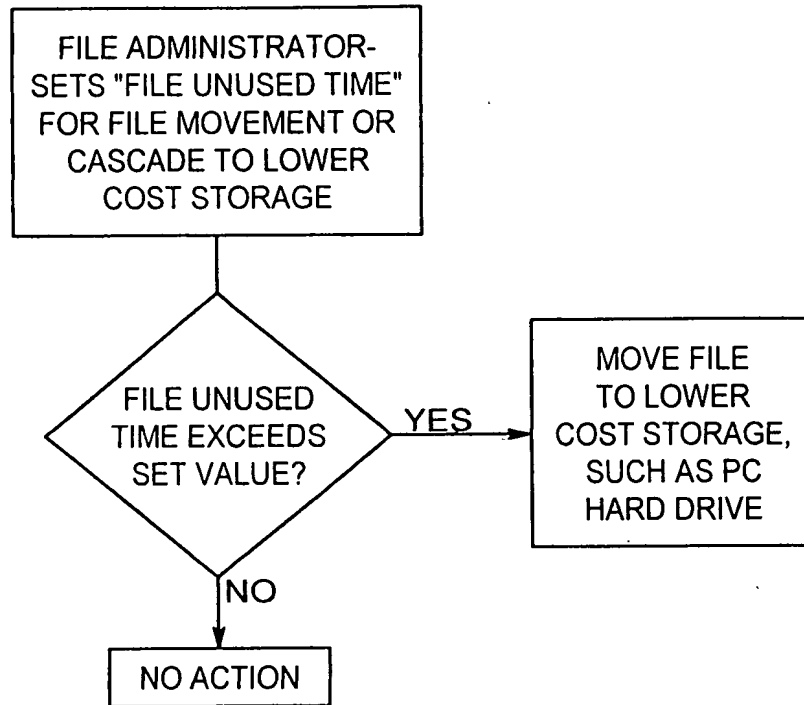 FILE ADMINISTRATOR-
SETS "FILE UNUSED TIME"
FOR FILE MOVEMENT OR
CASCADE TO LOWER
COST STORAGE
FILE UNUSED
TIME EXCEEDS
SET VALUE?
YES
MOVE FILE
TO LOWER
COST STORAGE,
SUCH AS PC
HARD DRIVE
NO
NO ACTION